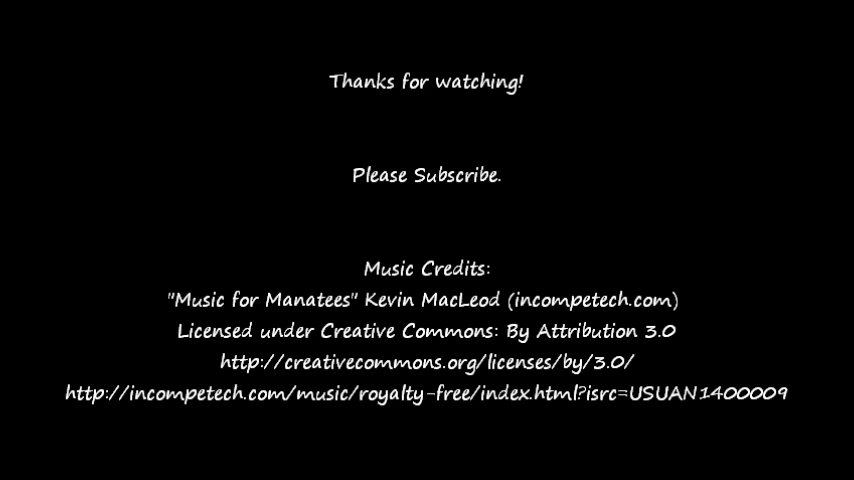 Thanks for watching!
Please Subscribe.
Music Credits:
"Music for Manatees" Kevin MacLeod (incompetech.com)
Licensed under Creative Commons: By Attribution 3.0
http://creativecommons.org/licenses/by/3.0/
http://incompetech.com/music/royalty-free/index.html?isrc=USUAN1400009